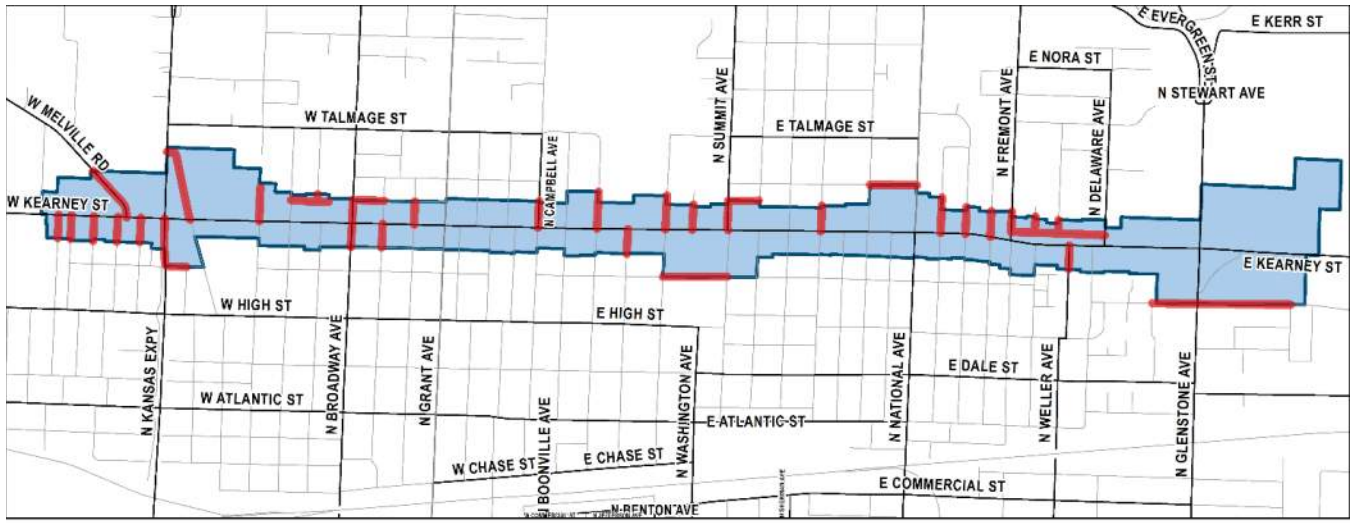 E EVERGREEN ST
E KERR ST
E NORA ST
N STEWART AVE
W MELVILLE RD
W TALMAGE ST
N CAMPBELL AVE
N SUMMIT AVE
E TALMAGE ST
N FREMONT AVE
N DELAWARE AVE
W KEARNEY ST
E KEARNEY ST
W HIGH ST
E HIGH ST
N KANSAS EXPY
N BROADWAY AVE
N GRANT AVE
N BOONVILLE AVE
N WASHINGTON AVE
N NATIONAL AVE
E DALE ST
N WELLER AVE
N GLENSTONE AVE
W ATLANTIC ST
E ATLANTIC ST
W CHASE ST
E CHASE ST
E COMMERCIAL ST
N BENTON AVE
W COMMERCIAL ST